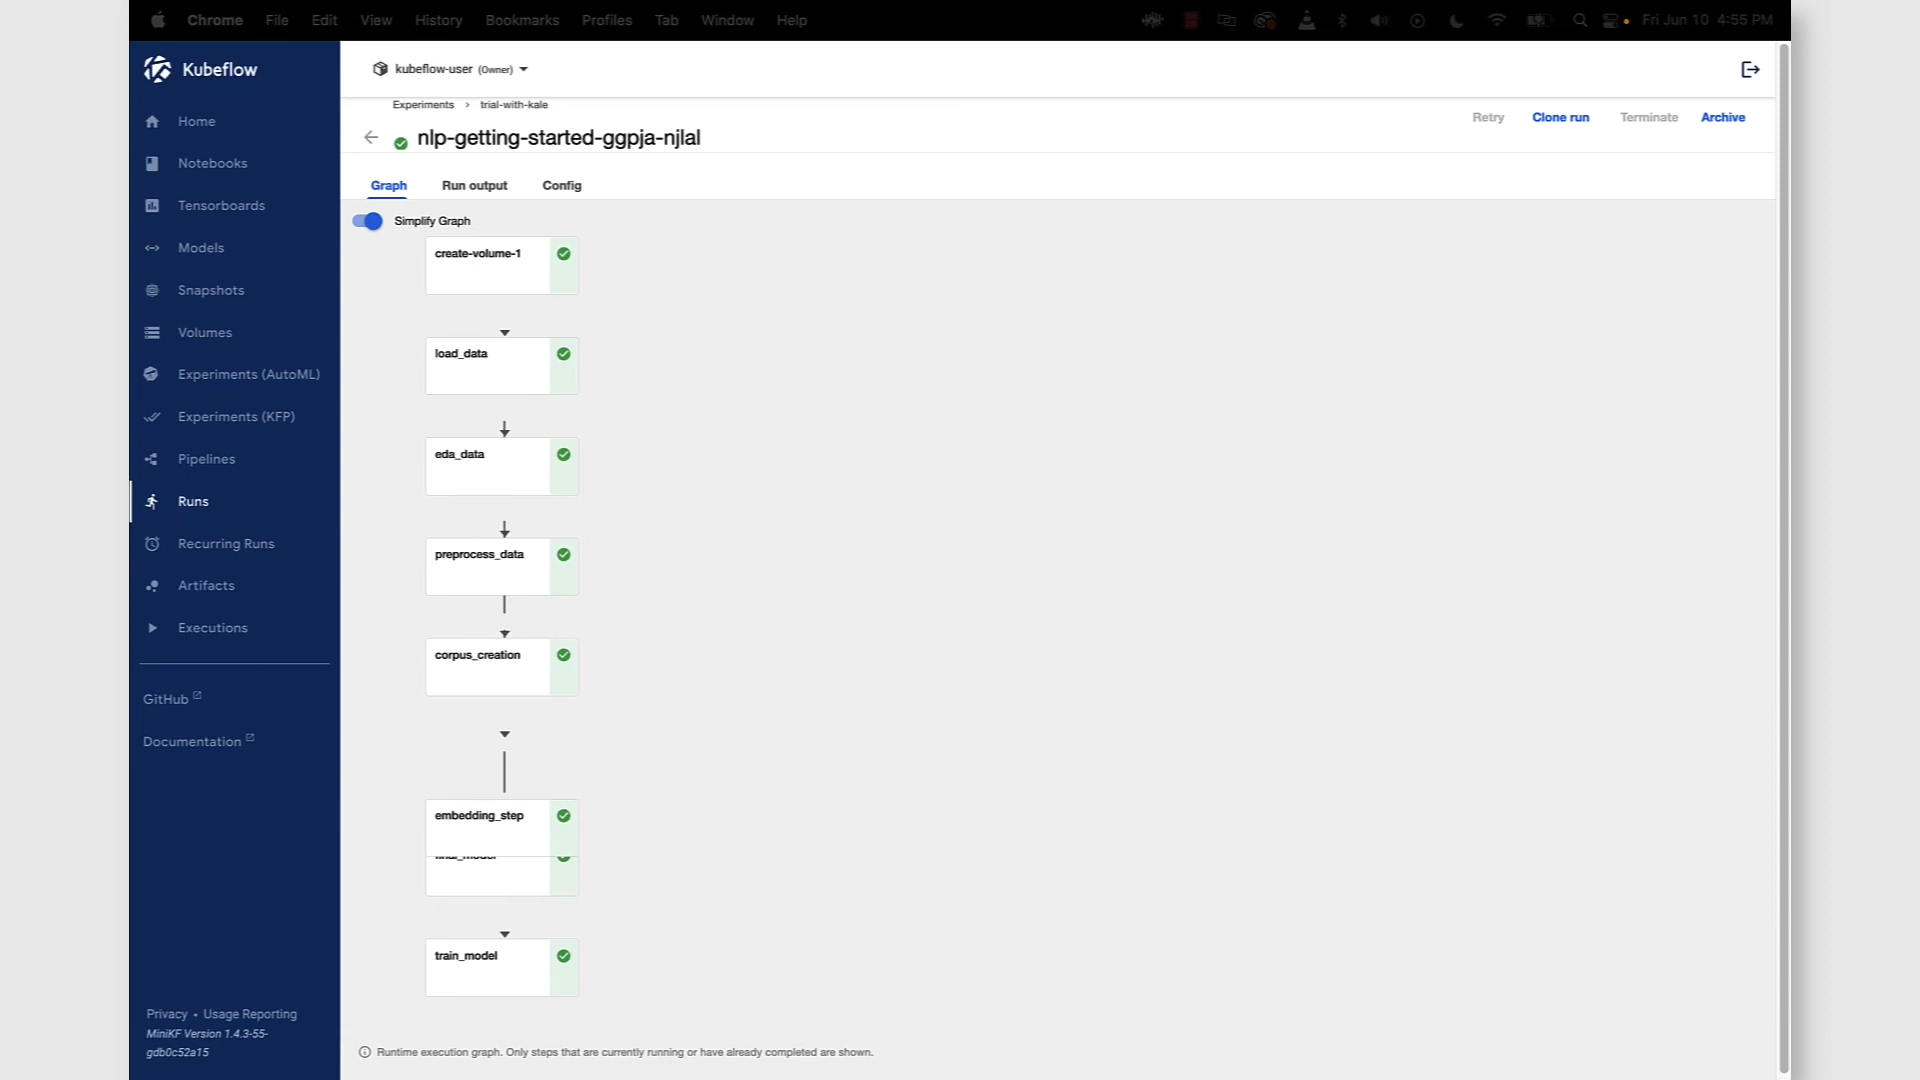 Chrome File Edit View History Bookmarks Profiles Tab Window Help Fri Jun 10 4:55 PM
Kubeflow
kubeflow-user (Owner)
Home
Notebooks
Tensorboards
Models
Snapshots
Volumes
Experiments (AutoML)
Experiments (KFP)
Pipelines
Runs
Recurring Runs
Artifacts
Executions
GitHub
Documentation
Privacy • Usage Reporting
MiniKF Version 1.4.3-55-
gdb0c52a15
Experiments > trial-with-kale
nlp-getting-started-ggpja-njlal
Retry Clone run Terminate Archive
Graph Run output Config
Simplify Graph
create-volume-1
load_data
eda_data
preprocess_data
corpus_creation
embedding_step
final_model
train_model
Runtime execution graph. Only steps that are currently running or have already completed are shown.